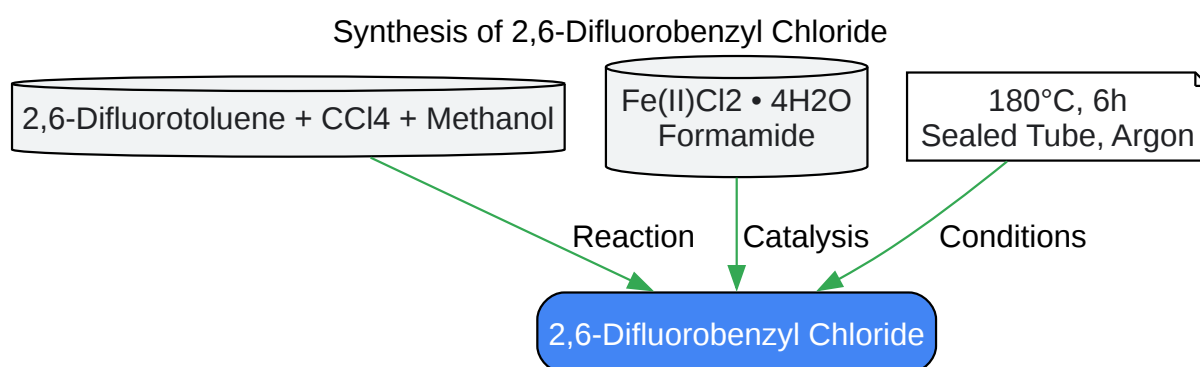 Synthesis of 2,6-Difluorobenzyl Chloride
2,6-Difluorotoluene + CCl4 + Methanol
Fe(II)Cl2 • 4H2O
Formamide
180°C, 6h
Sealed Tube, Argon
Reaction
Catalysis
Conditions
2,6-Difluorobenzyl Chloride